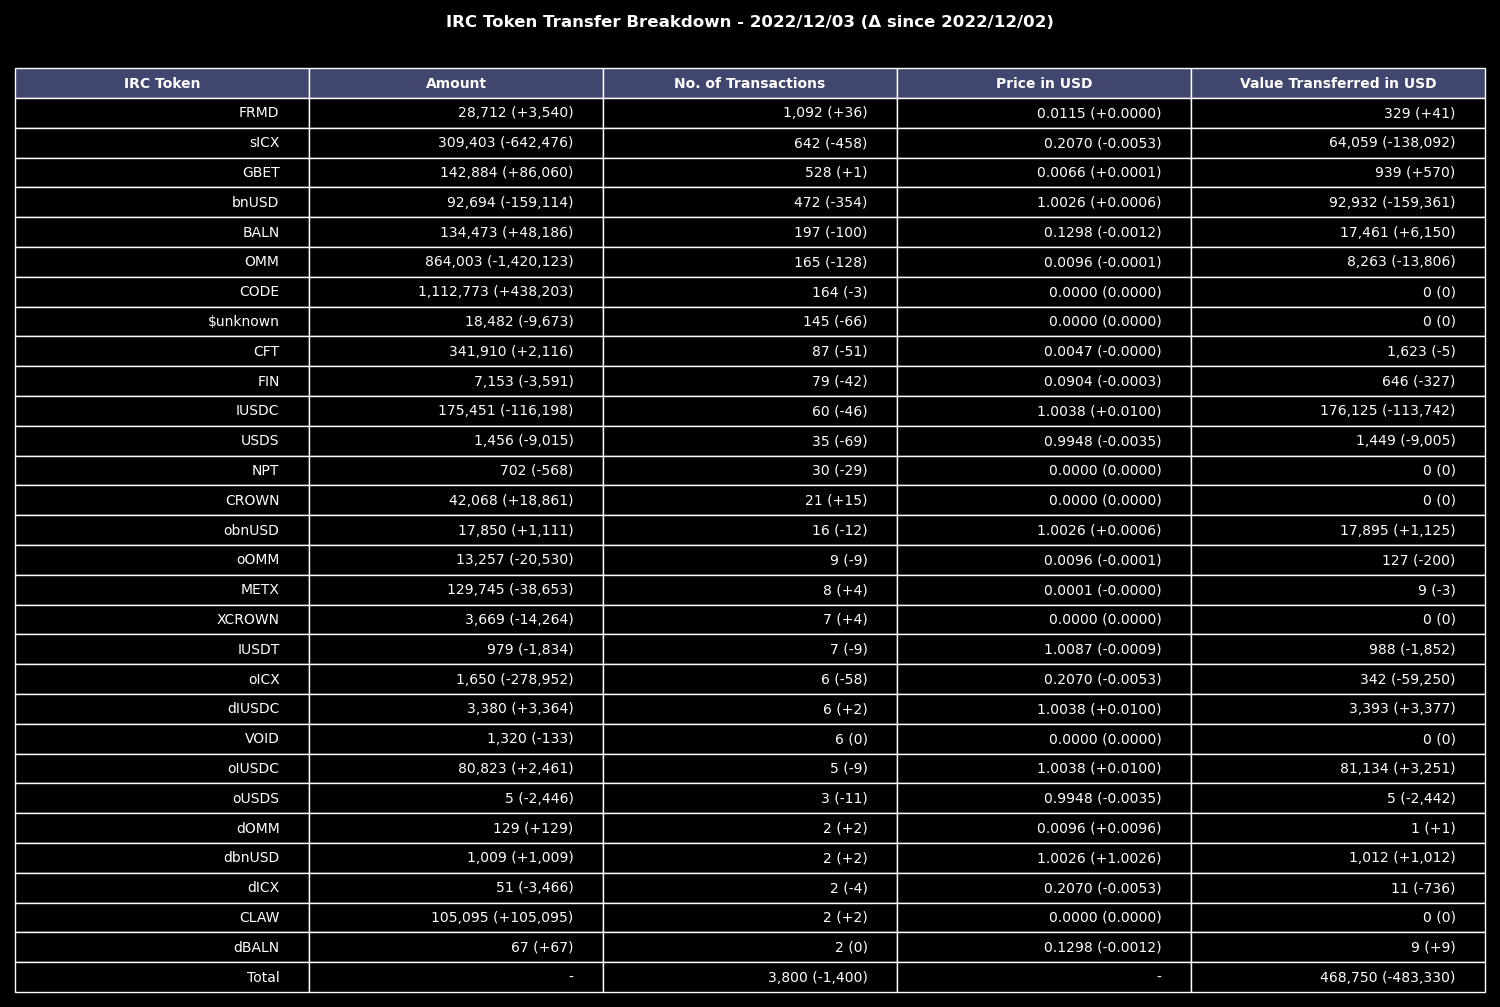 IRC Token Transfer Breakdown - 2022/12/03 (Δ since 2022/12/02)
IRC Token Amount No. of Transactions Price in USD Value Transferred in USD
FRMD 28,712 (+3,540) 1,092 (+36) 0.0115 (+0.0000) 329 (+41)
sICX 309,403 (-642,476) 642 (-458) 0.2070 (-0.0053) 64,059 (-138,092)
GBET 142,884 (+86,060) 528 (+1) 0.0066 (+0.0001) 939 (+570)
bnUSD 92,694 (-159,114) 472 (-354) 1.0026 (+0.0006) 92,932 (-159,361)
BALN 134,473 (+48,186) 197 (-100) 0.1298 (-0.0012) 17,461 (+6,150)
OMM 864,003 (-1,420,123) 165 (-128) 0.0096 (-0.0001) 8,263 (-13,806)
CODE 1,112,773 (+438,203) 164 (-3) 0.0000 (0.0000) 0 (0)
$unknown 18,482 (-9,673) 145 (-66) 0.0000 (0.0000) 0 (0)
CFT 341,910 (+2,116) 87 (-51) 0.0047 (-0.0000) 1,623 (-5)
FIN 7,153 (-3,591) 79 (-42) 0.0904 (-0.0003) 646 (-327)
IUSDC 175,451 (-116,198) 60 (-46) 1.0038 (+0.0100) 176,125 (-113,742)
USDS 1,456 (-9,015) 35 (-69) 0.9948 (-0.0035) 1,449 (-9,005)
NPT 702 (-568) 30 (-29) 0.0000 (0.0000) 0 (0)
CROWN 42,068 (+18,861) 21 (+15) 0.0000 (0.0000) 0 (0)
obnUSD 17,850 (+1,111) 16 (-12) 1.0026 (+0.0006) 17,895 (+1,125)
oOMM 13,257 (-20,530) 9 (-9) 0.0096 (-0.0001) 127 (-200)
METX 129,745 (-38,653) 8 (+4) 0.0001 (-0.0000) 9 (-3)
XCROWN 3,669 (-14,264) 7 (+4) 0.0000 (0.0000) 0 (0)
IUSDT 979 (-1,834) 7 (-9) 1.0087 (-0.0009) 988 (-1,852)
oICX 1,650 (-278,952) 6 (-58) 0.2070 (-0.0053) 342 (-59,250)
dIUSDC 3,380 (+3,364) 6 (+2) 1.0038 (+0.0100) 3,393 (+3,377)
VOID 1,320 (-133) 6 (0) 0.0000 (0.0000) 0 (0)
oIUSDC 80,823 (+2,461) 5 (-9) 1.0038 (+0.0100) 81,134 (+3,251)
oUSDS 5 (-2,446) 3 (-11) 0.9948 (-0.0035) 5 (-2,442)
dOMM 129 (+129) 2 (+2) 0.0096 (+0.0096) 1 (+1)
dbnUSD 1,009 (+1,009) 2 (+2) 1.0026 (+1.0026) 1,012 (+1,012)
dICX 51 (-3,466) 2 (-4) 0.2070 (-0.0053) 11 (-736)
CLAW 105,095 (+105,095) 2 (+2) 0.0000 (0.0000) 0 (0)
dBALN 67 (+67) 2 (0) 0.1298 (-0.0012) 9 (+9)
Total - 3,800 (-1,400) - 468,750 (-483,330)